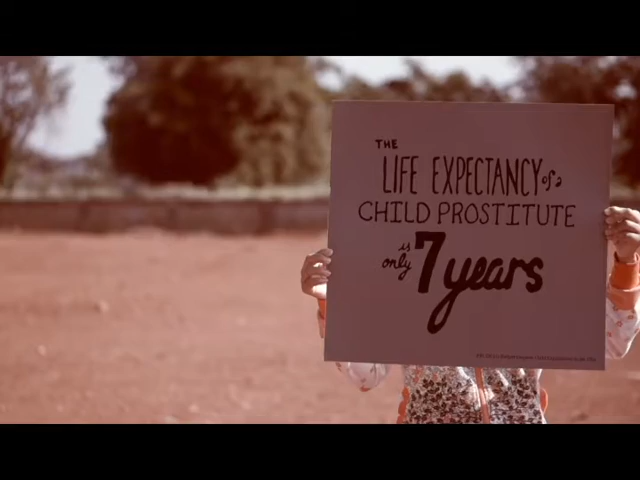 THE
LIFE EXPECTANCY of a
CHILD PROSTITUTE
is only 7 years